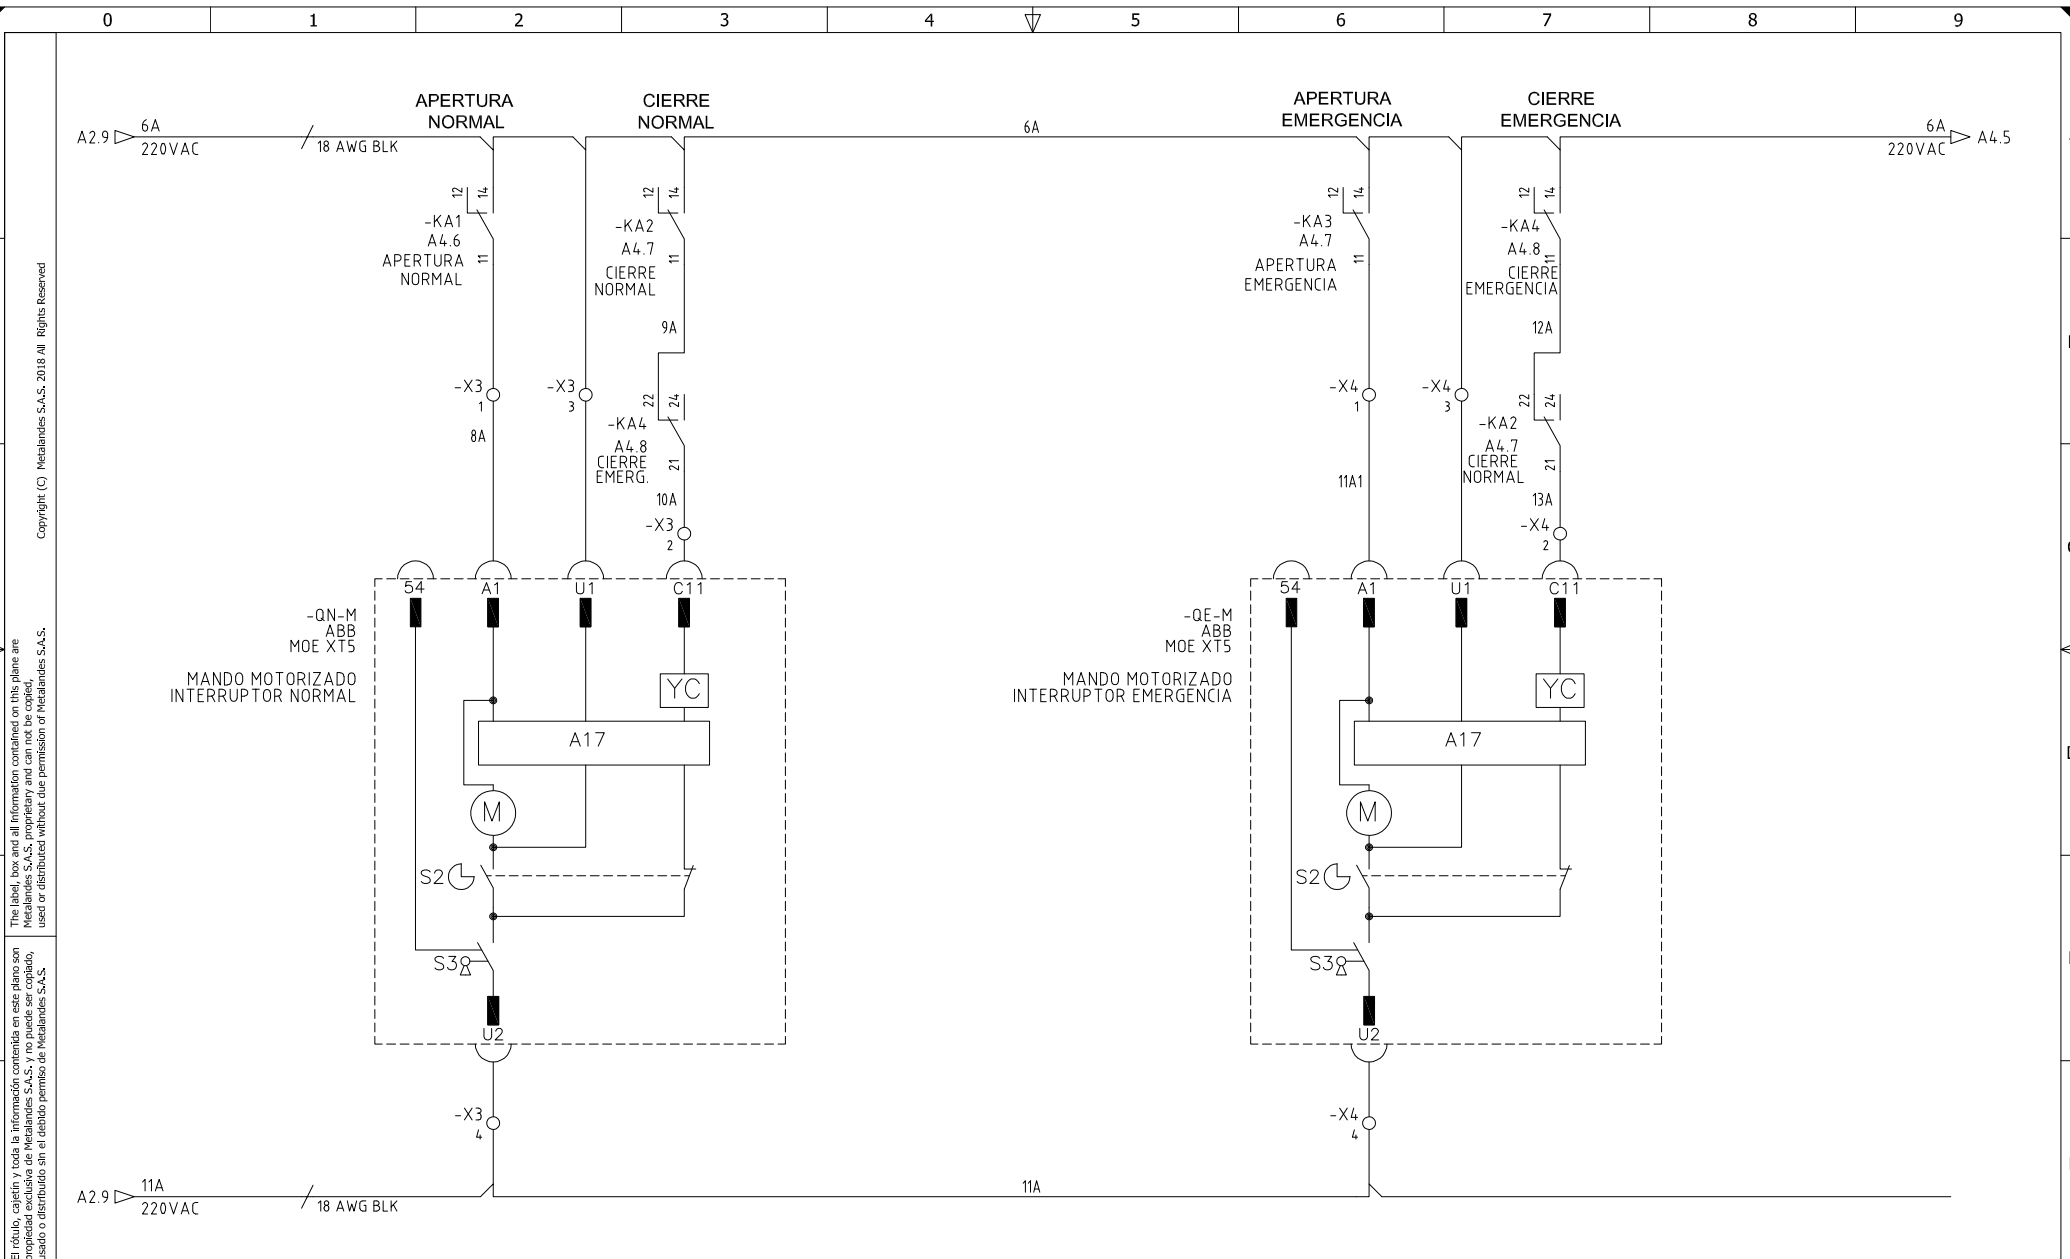 0 1 2 3 4 5 6 7 8 9
APERTURA
NORMAL
CIERRE
NORMAL
APERTURA
EMERGENCIA
CIERRE
EMERGENCIA
A2.9
6A
220VAC
18 AWG BLK
6A
6A
220VAC
A4.5
12
14
-KA1
A4.6
APERTURA
NORMAL
11
12
14
-KA2
A4.7
CIERRE
NORMAL
11
9A
-X3
1
8A
-X3
3
22
24
-KA4
A4.8
CIERRE
EMERG.
21
10A
-X3
2
12
14
-KA3
A4.7
APERTURA
EMERGENCIA
11
12
14
-KA4
A4.8
11
CIERRE
EMERGENCIA
12A
-X4
1
11A1
-X4
3
22
24
-KA2
A4.7
CIERRE
NORMAL
21
13A
-X4
2
54 A1 U1 C11
-QN-M
ABB
MOE XT5
MANDO MOTORIZADO
INTERRUPTOR NORMAL
YC
A17
M
S2
S3
U2
-X3
4
54 A1 U1 C11
-QE-M
ABB
MOE XT5
MANDO MOTORIZADO
INTERRUPTOR EMERGENCIA
YC
A17
M
S2
S3
U2
-X4
4
A2.9
11A
220VAC
18 AWG BLK
11A
Copyright (C) Metalandes S.A.S. 2018 All Rights Reserved
The label, box and all information contained on this plane are
Metalandes S.A.S. proprietary and can not be copied,
used or distributed without due permission of Metalandes S.A.S.
El rótulo, cajetín y toda la información contenida en este plano son
propiedad exclusiva de Metalandes S.A.S. y no puede ser copiado,
usado o distribuido sin el debido permiso de Metalandes S.A.S.